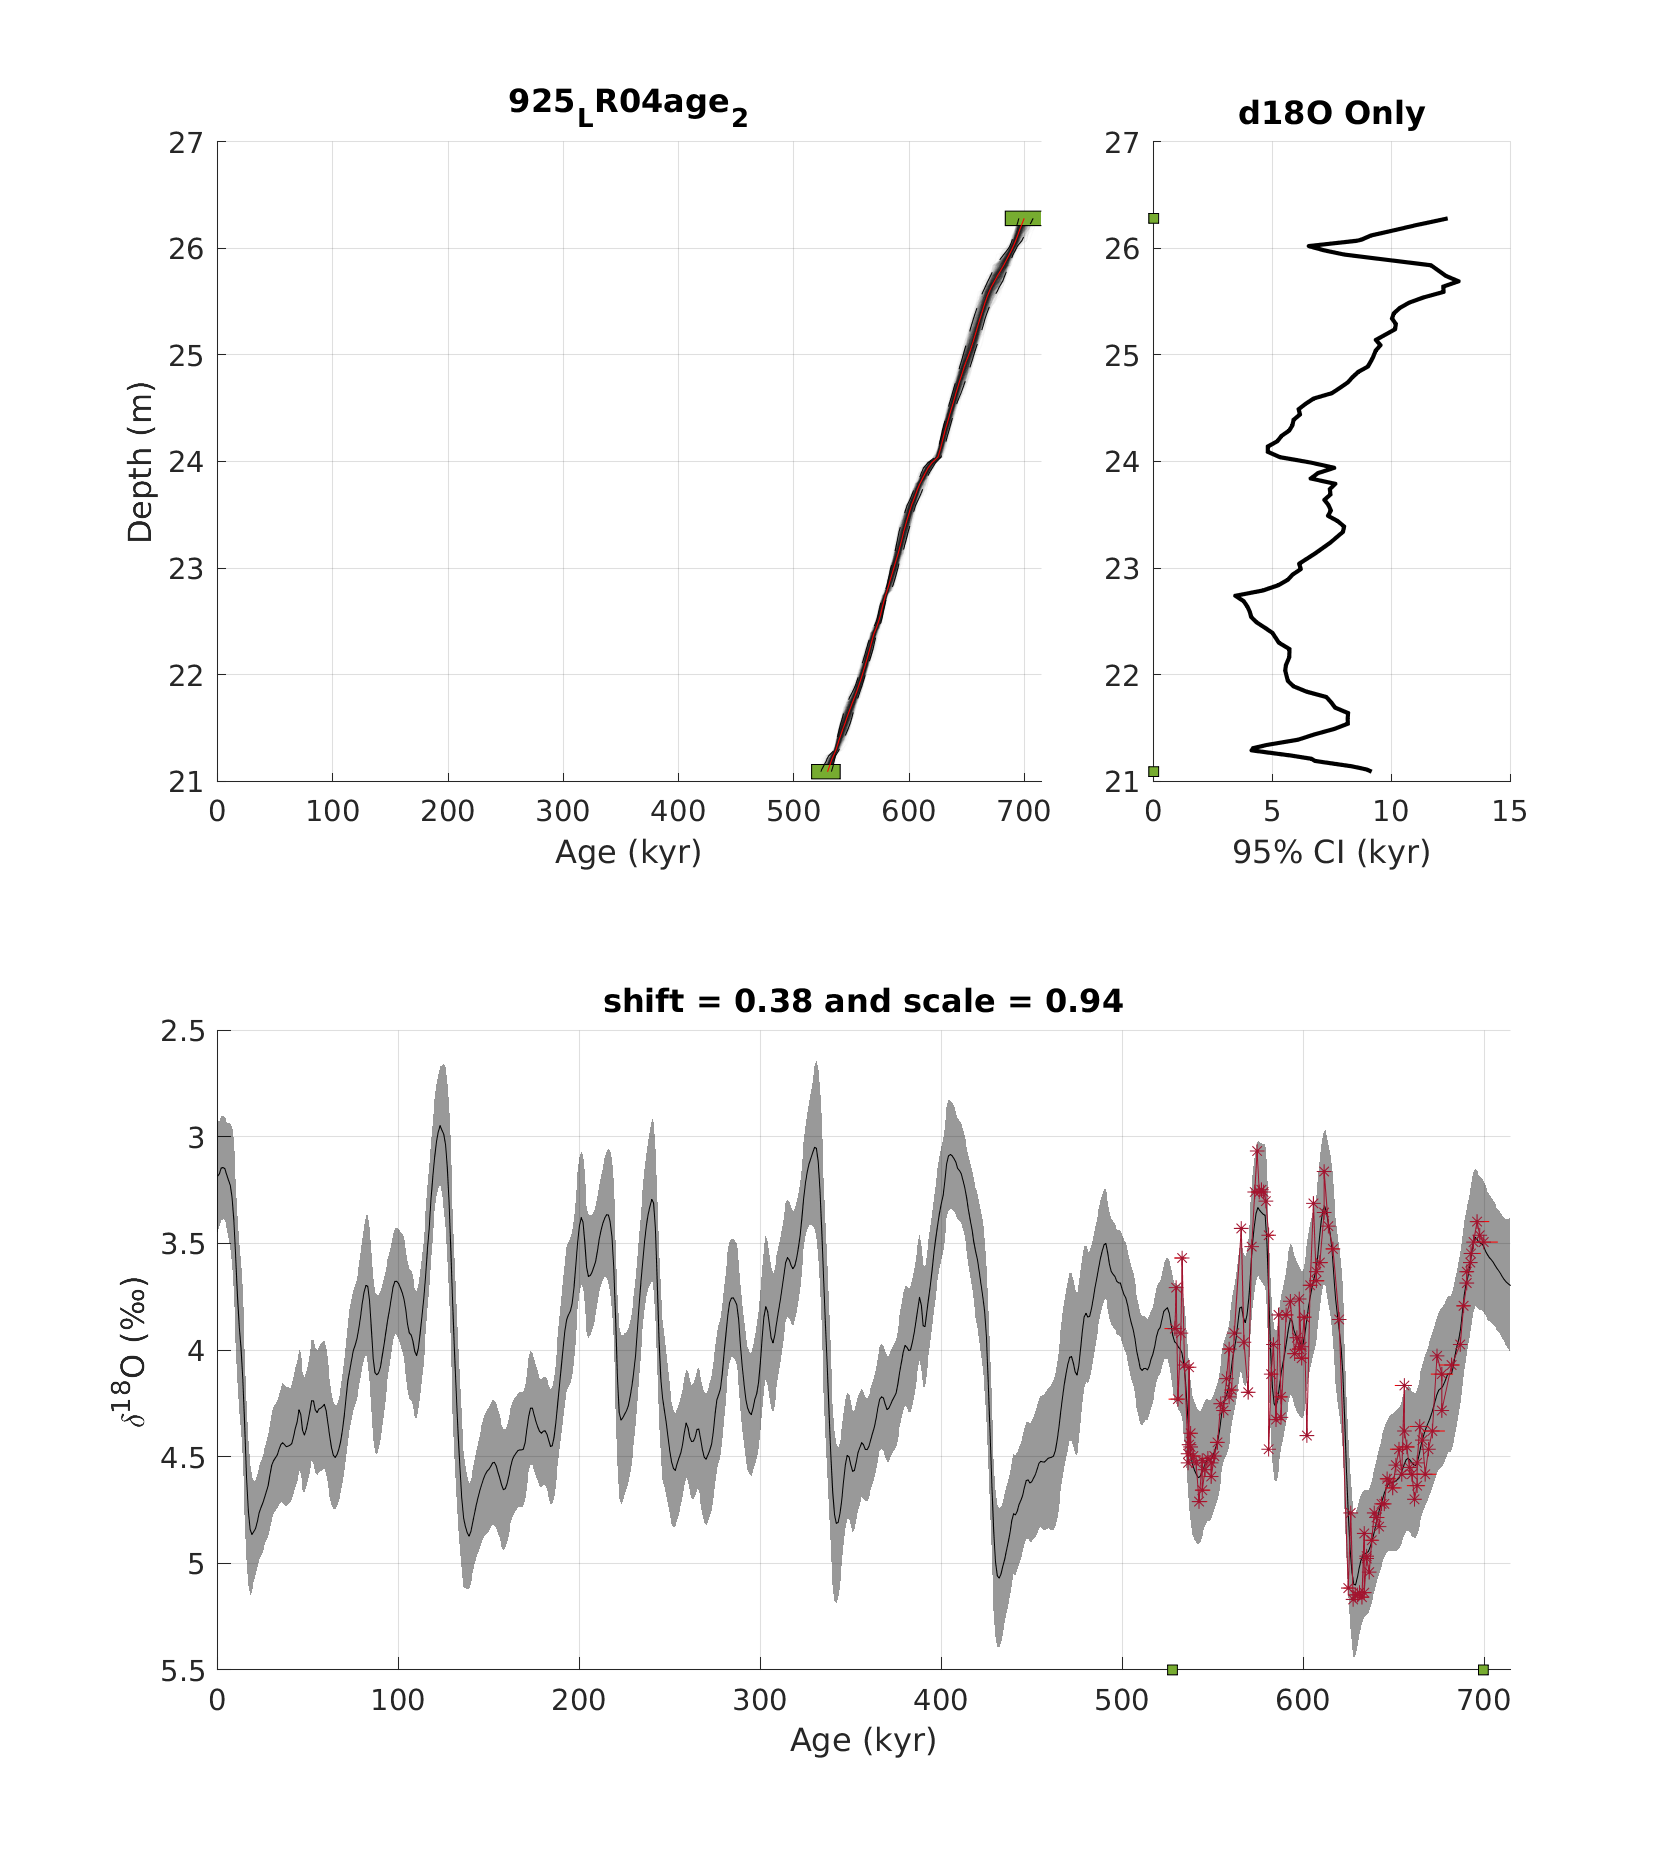 925_LR04age_2
27
26
25
24
23
22
21
Depth (m)
0 100 200 300 400 500 600 700
Age (kyr)
d18O Only
27
26
25
24
23
22
21
0 5 10 15
95% CI (kyr)
shift = 0.38 and scale = 0.94
2.5
3
3.5
4
4.5
5
5.5
δ¹⁸O (‰)
0 100 200 300 400 500 600 700
Age (kyr)